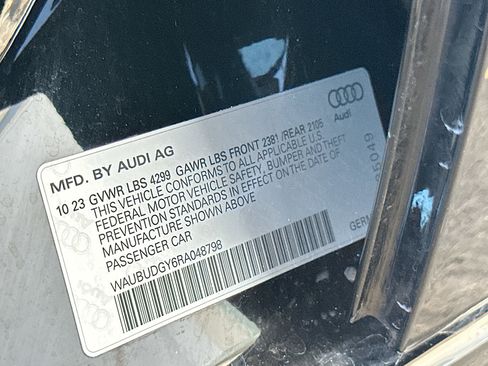 Audi
MFD. BY AUDI AG
10 23 GVWR LBS 4299 GAWR LBS FRONT 2381 /REAR 2105
THIS VEHICLE CONFORMS TO ALL APPLICABLE U.S.
FEDERAL MOTOR VEHICLE SAFETY, BUMPER AND THEFT
PREVENTION STANDARDS IN EFFECT ON THE DATE OF
MANUFACTURE SHOWN ABOVE
PASSENGER CAR
WAUBUDGY6RA048798
GERM